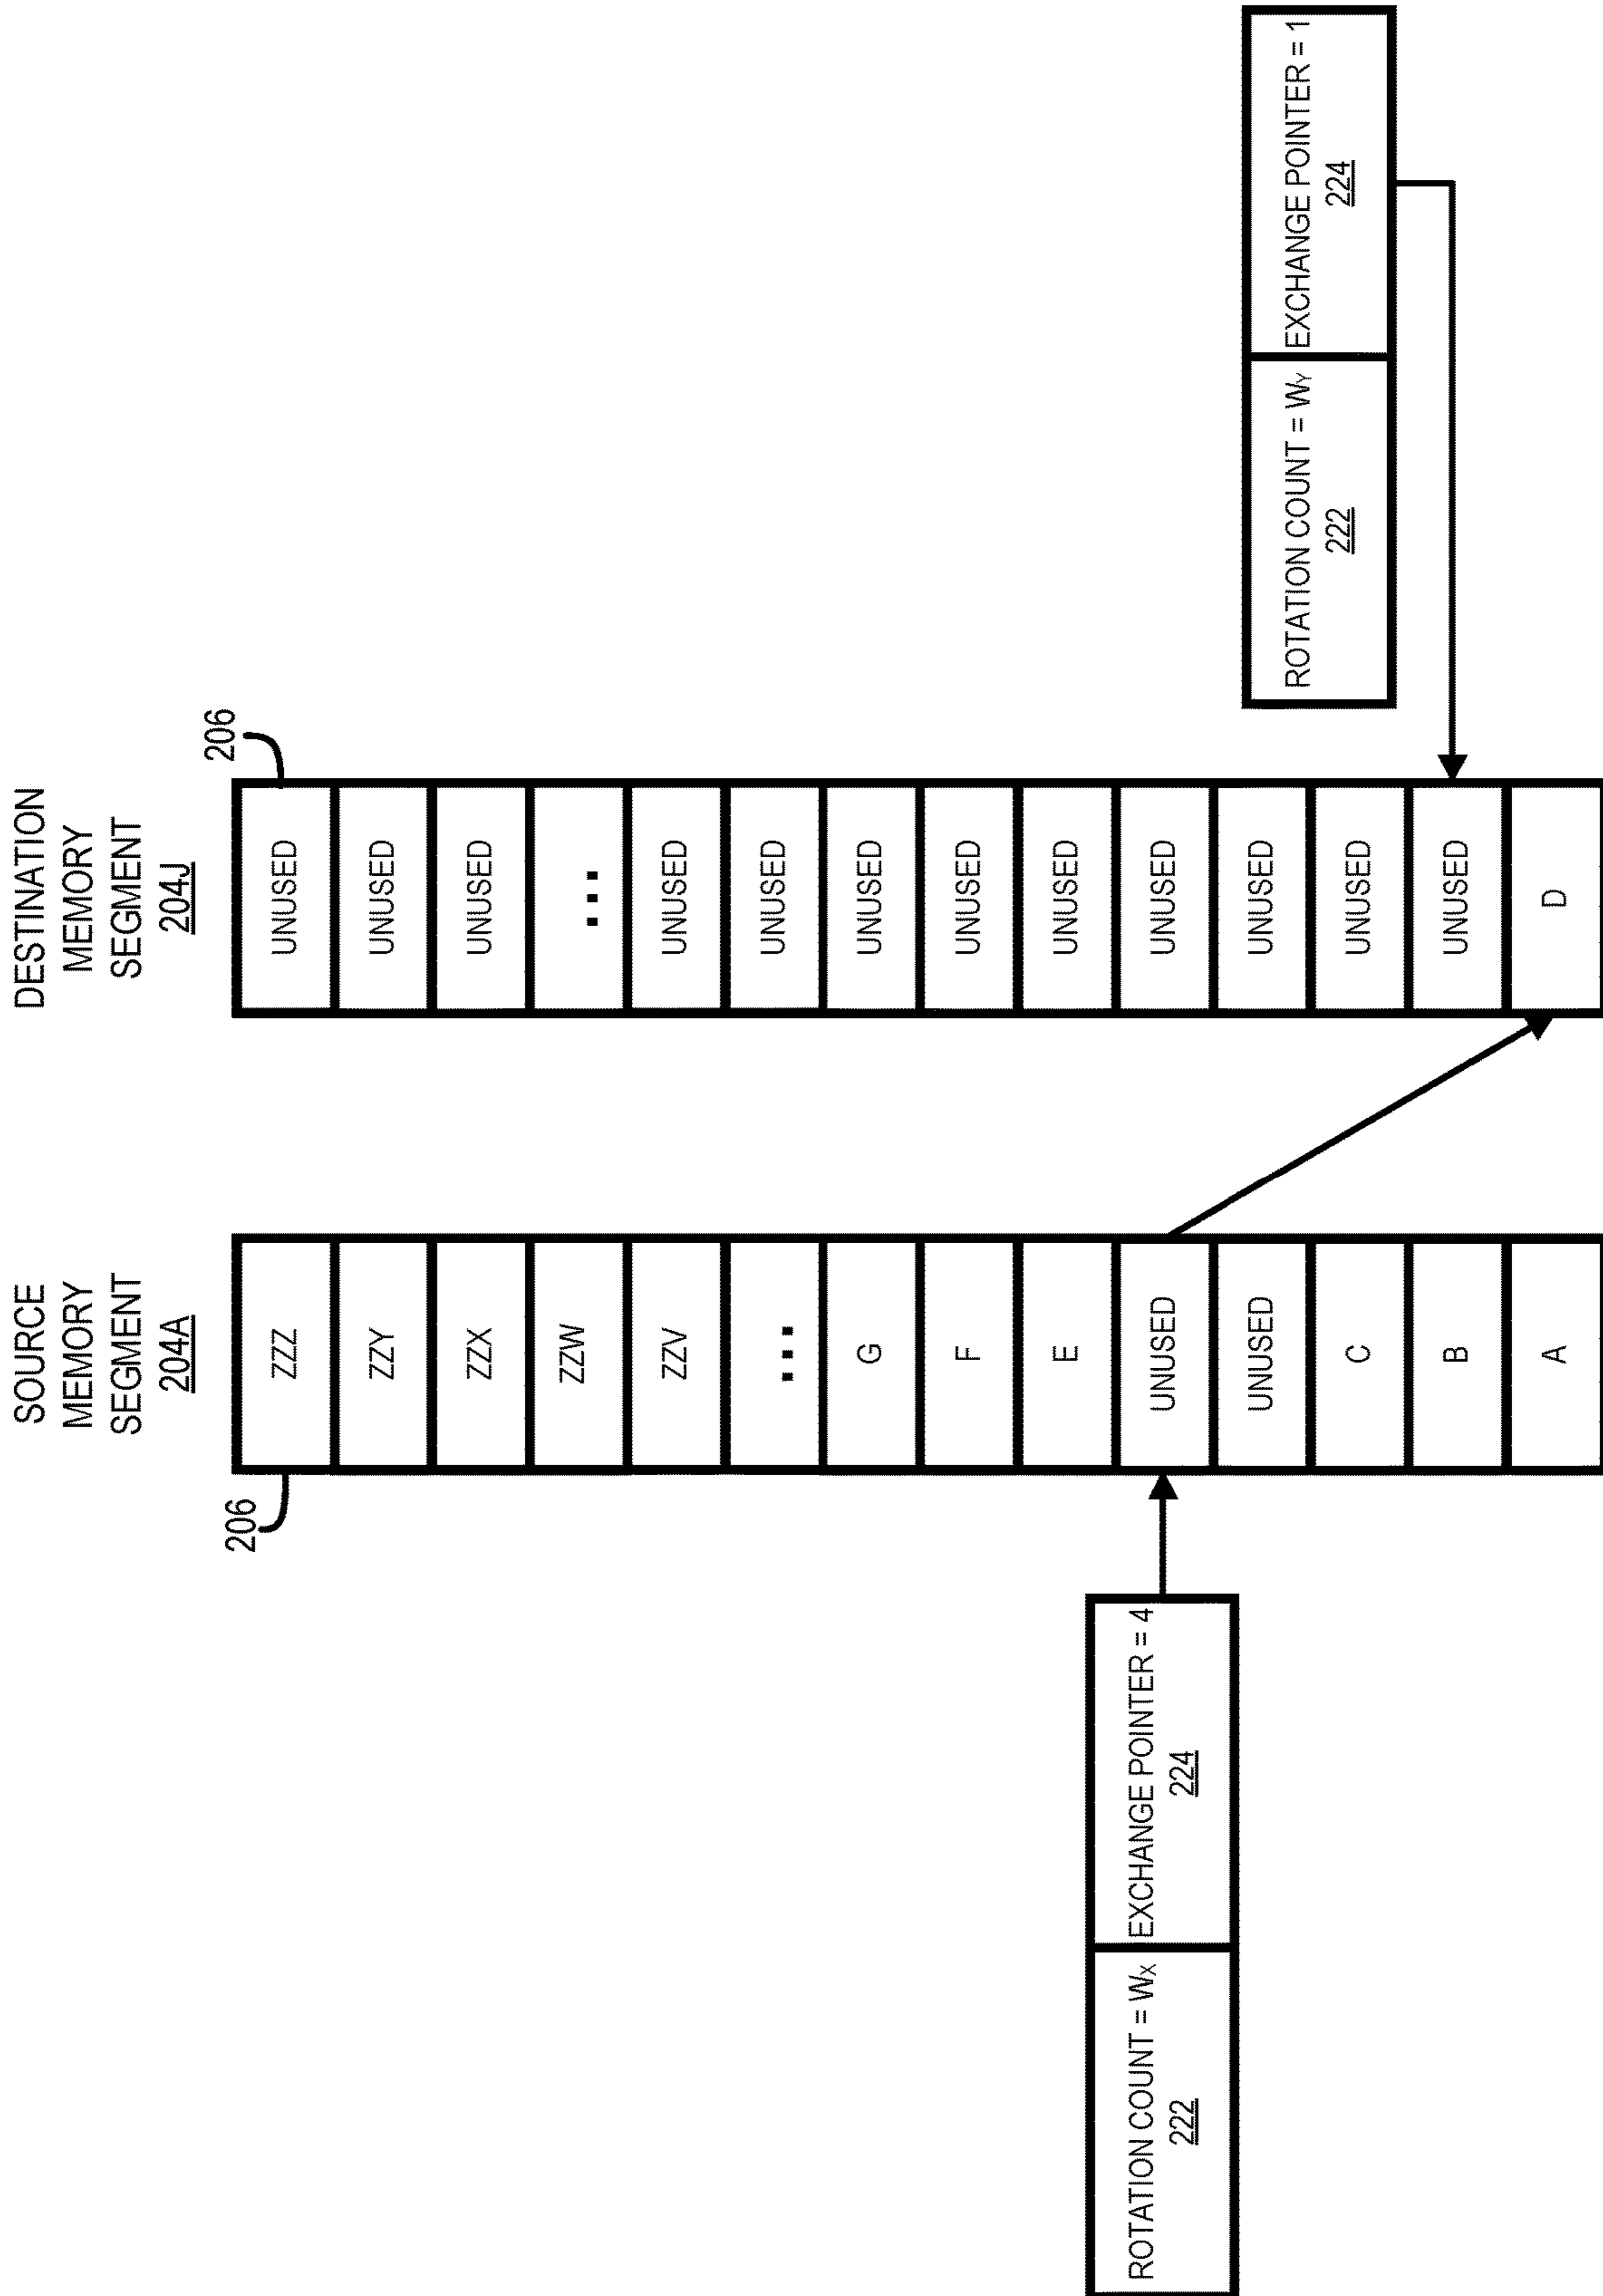 SOURCE
MEMORY
SEGMENT
204A
206
ZZZ
ZZY
ZZX
ZZW
ZZV
...
G
F
E
UNUSED
UNUSED
C
B
A
ROTATION COUNT = WX
222
EXCHANGE POINTER = 4
224
DESTINATION
MEMORY
SEGMENT
204J
206
UNUSED
UNUSED
UNUSED
...
UNUSED
UNUSED
UNUSED
UNUSED
UNUSED
UNUSED
UNUSED
UNUSED
UNUSED
D
ROTATION COUNT = WY
222
EXCHANGE POINTER = 1
224